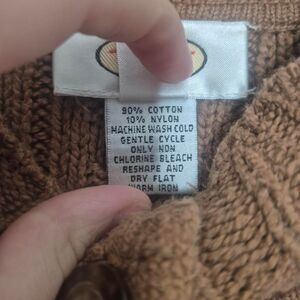 90% COTTON
10% NYLON
MACHINE WASH COLD
GENTLE CYCLE
ONLY NON
CHLORINE BLEACH
RESHAPE AND
DRY FLAT
WARM IRON